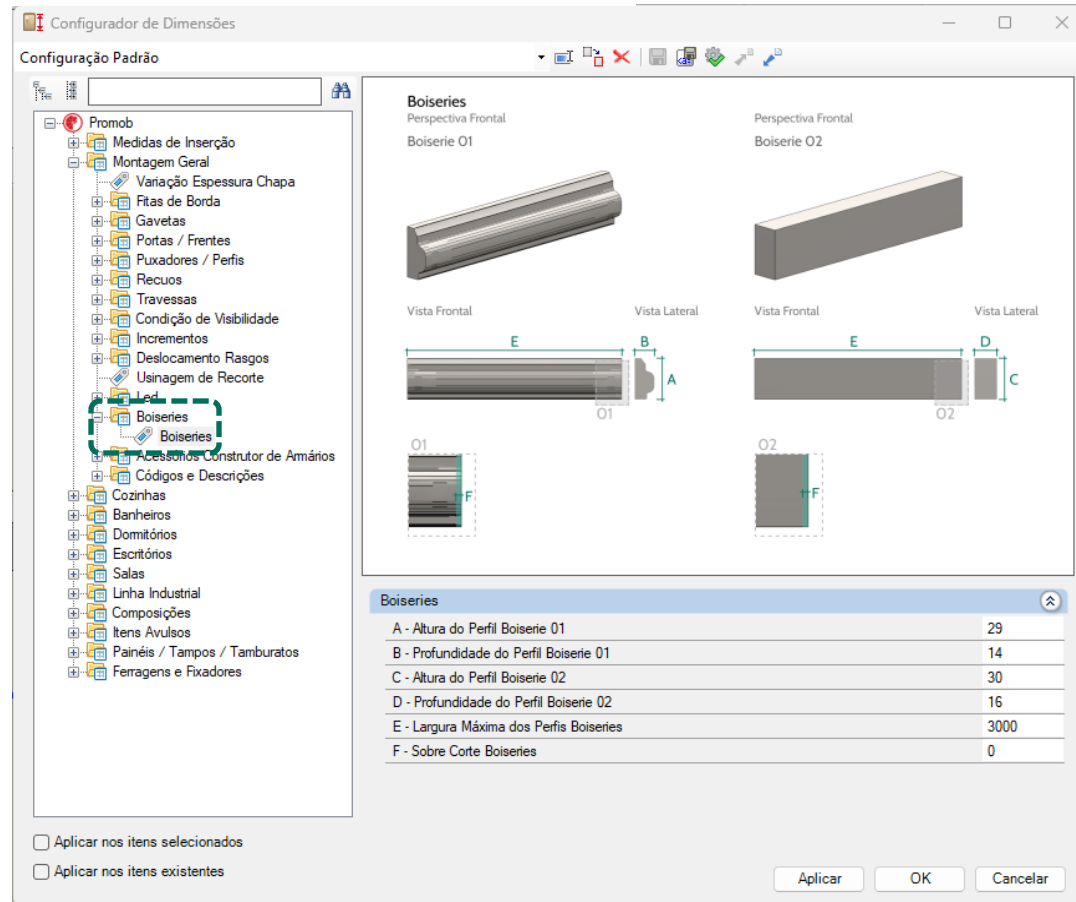 Configurador de Dimensões
Configuração Padrão
Promob
Medidas de Inserção
Montagem Geral
Variação Espessura Chapa
Fitas de Borda
Gavetas
Portas / Frentes
Puxadores / Perfis
Recuos
Travessas
Condição de Visibilidade
Incrementos
Deslocamento Rasgos
Usinagem de Recorte
Led
Boiseries
Boiseries
Acessórios Construtor de Armários
Códigos e Descrições
Cozinhas
Banheiros
Dormitórios
Escritórios
Salas
Linha Industrial
Composições
Itens Avulsos
Painéis / Tampos / Tamburatos
Ferragens e Fixadores
Aplicar nos itens selecionados
Aplicar nos itens existentes
Boiseries
Perspectiva Frontal Perspectiva Frontal
Boiserie 01 Boiserie 02
Vista Frontal Vista Lateral Vista Frontal Vista Lateral
E B E D
A C
01 02
01 02
F F
Boiseries
A - Altura do Perfil Boiserie 01 29
B - Profundidade do Perfil Boiserie 01 14
C - Altura do Perfil Boiserie 02 30
D - Profundidade do Perfil Boiserie 02 16
E - Largura Máxima dos Perfis Boiseries 3000
F - Sobre Corte Boiseries 0
Aplicar OK Cancelar